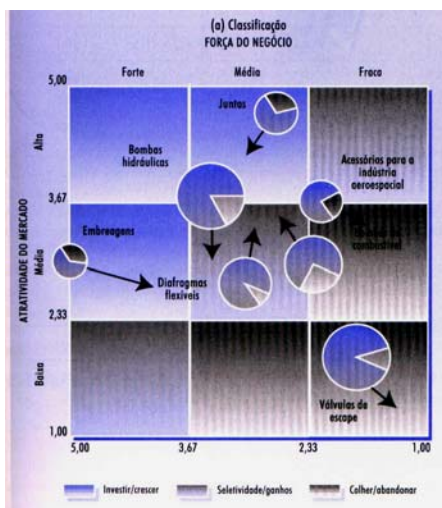 (a) Classificação
FORÇA DO NEGÓCIO
Forte Média Fraca
5,00
Alta
Juntas
Bombas
hidráulicas
Acessórios para a
indústria
aeroespacial
3,67
ATRATIVIDADE DO MERCADO
Média
Embreagens
combustível
Diafragmas
flexíveis
2,33
Baixa
Válvulas de
escape
1,00
5,00 3,67 2,33 1,00
Investir/crescer Seletividade/ganhos Colher/abandonar